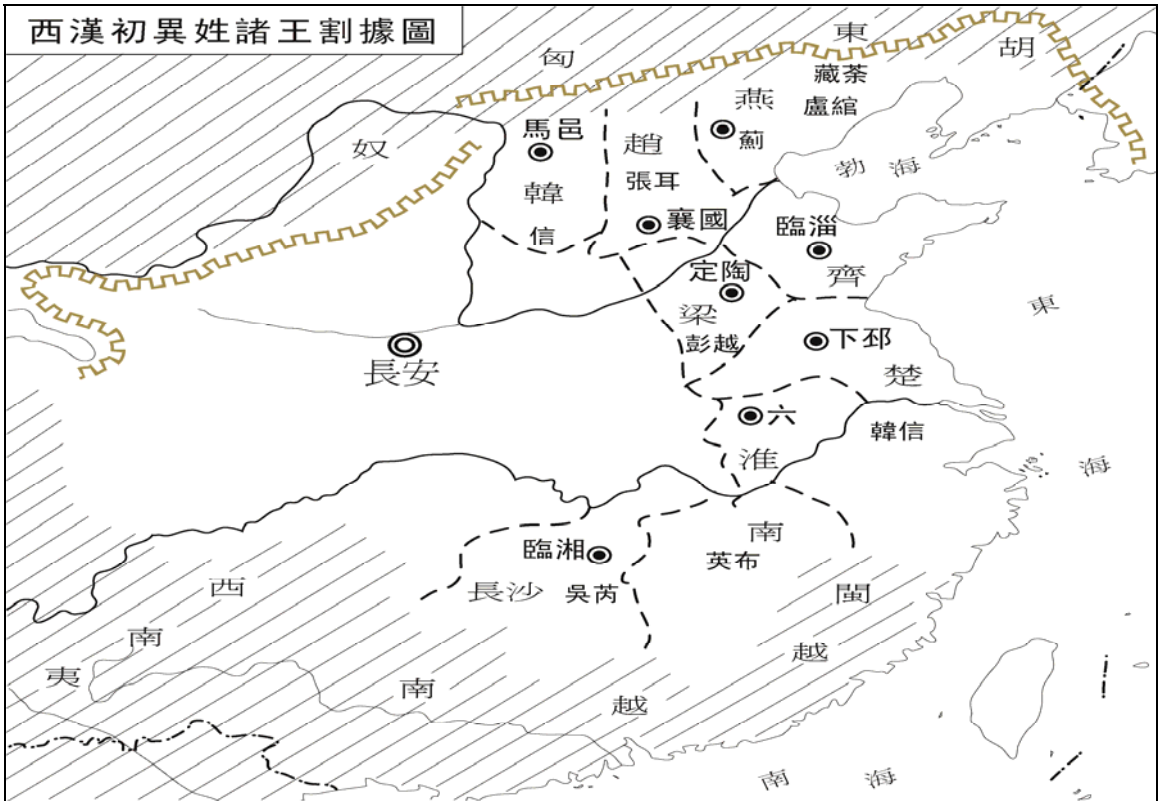 西漢初異姓諸王割據圖
匈
奴
東
胡
燕
藏荼
盧綰
薊
馬邑
韓
信
趙
張耳
襄國
勃海
臨淄
齊
定陶
梁
彭越
下邳
楚
韓信
長安
六
淮
南
英布
臨湘
長沙
吳芮
東
海
閩
越
西
南
夷
南
越
南海